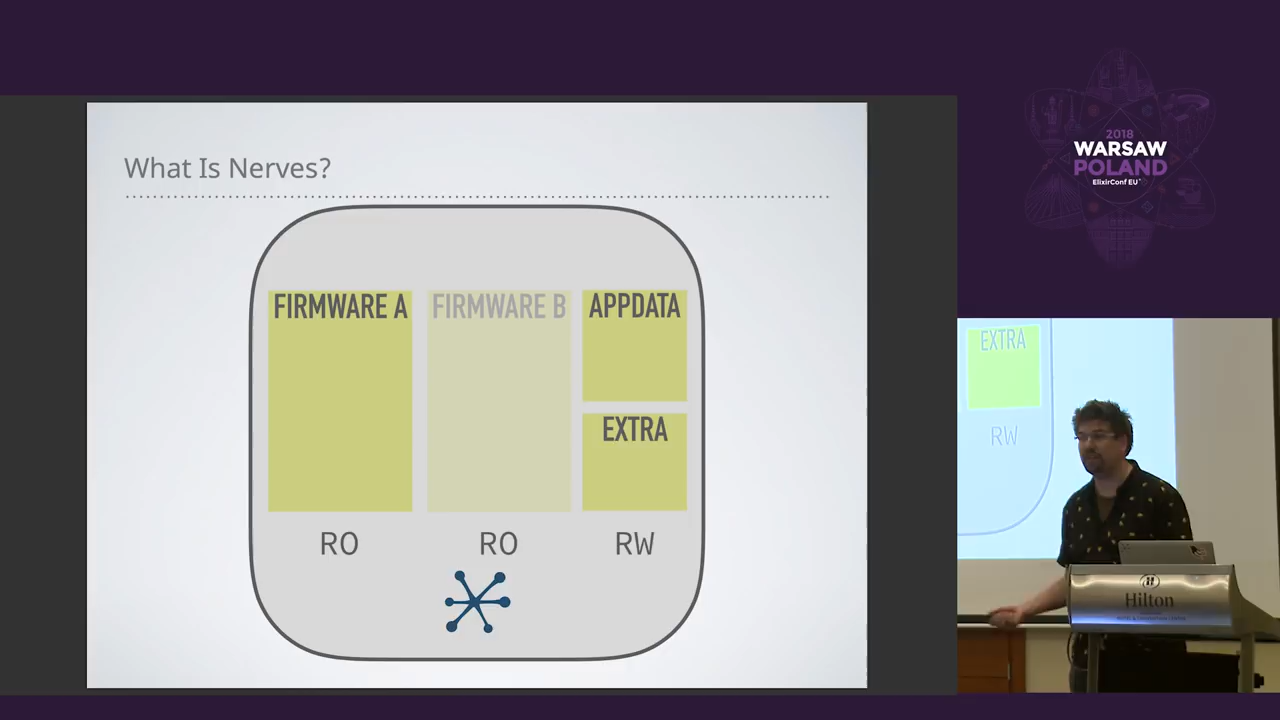 What Is Nerves?
FIRMWARE A
FIRMWARE B
APPDATA
EXTRA
RO
RO
RW
2018
WARSAW
POLAND
ElixirConf EU
EXTRA
RW
Hilton